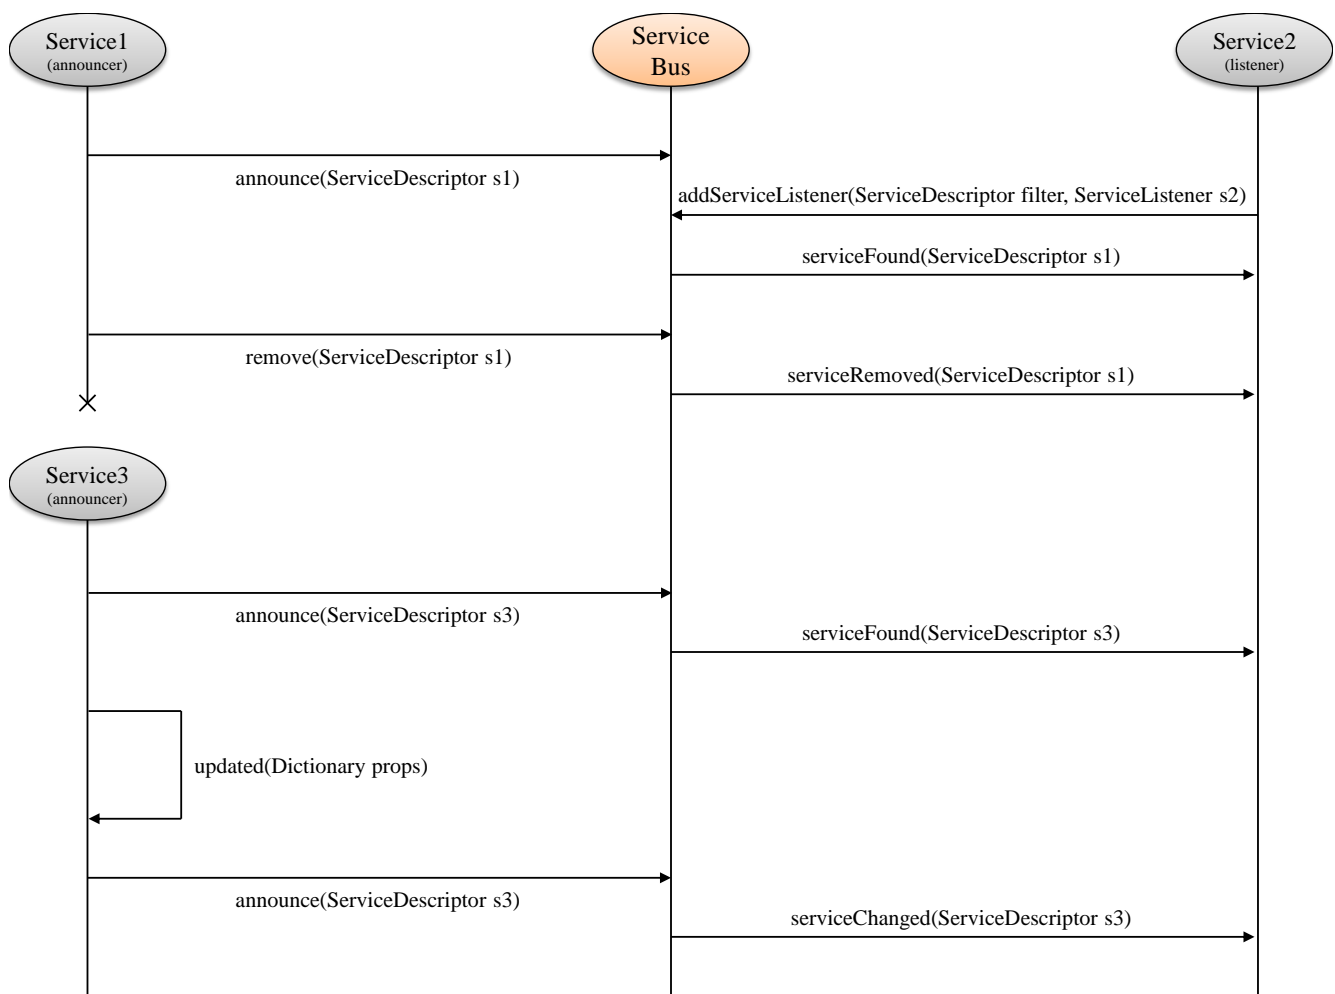 Service1
(announcer)
Service
Bus
Service2
(listener)
announce(ServiceDescriptor s1)
addServiceListener(ServiceDescriptor filter, ServiceListener s2)
serviceFound(ServiceDescriptor s1)
remove(ServiceDescriptor s1)
serviceRemoved(ServiceDescriptor s1)
Service3
(announcer)
announce(ServiceDescriptor s3)
serviceFound(ServiceDescriptor s3)
updated(Dictionary props)
announce(ServiceDescriptor s3)
serviceChanged(ServiceDescriptor s3)